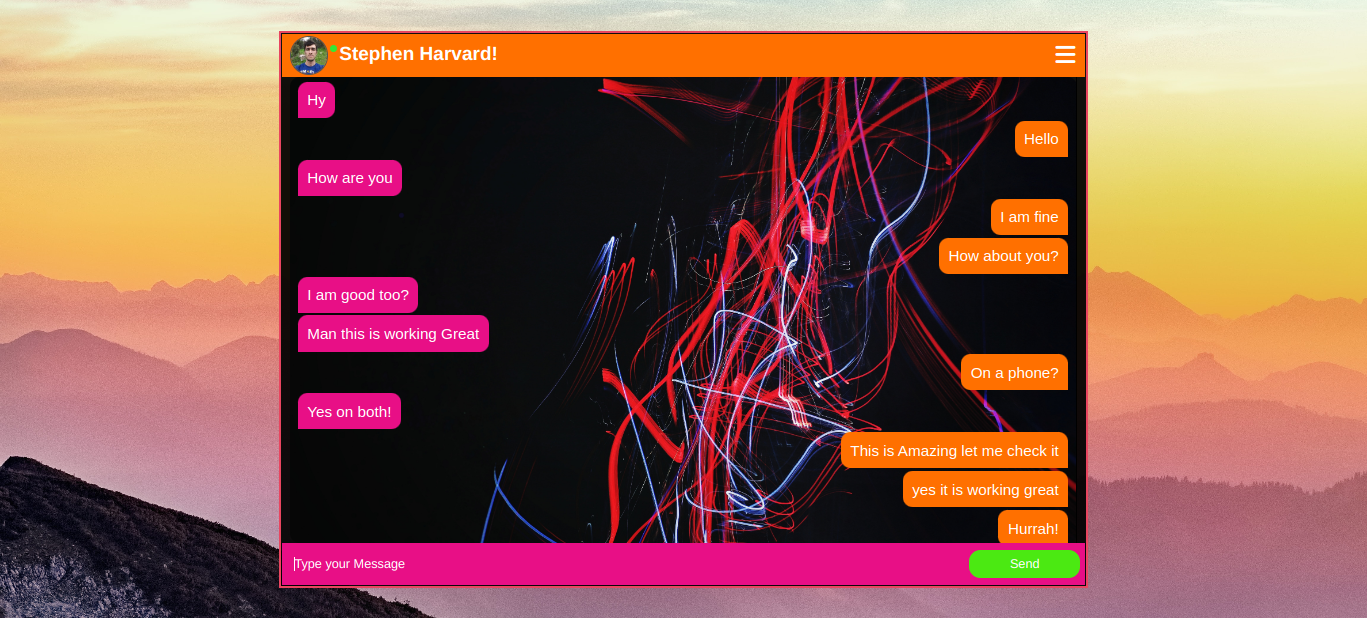 Stephen Harvard!
Hy
Hello
How are you
I am fine
How about you?
I am good too?
Man this is working Great
On a phone?
Yes on both!
This is Amazing let me check it
yes it is working great
Hurrah!
Type your Message
Send